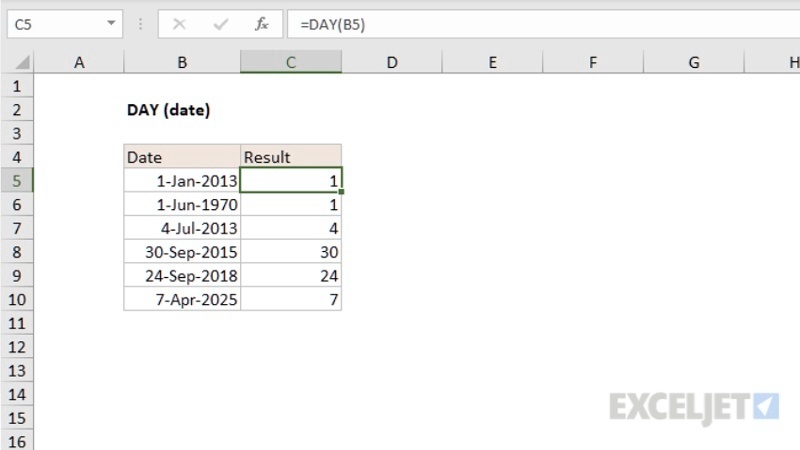 C5 fx =DAY(B5)
A B C D E F G H
1
2 DAY (date)
3
4 Date Result
5 1-Jan-2013 1
6 1-Jun-1970 1
7 4-Jul-2013 4
8 30-Sep-2015 30
9 24-Sep-2018 24
10 7-Apr-2025 7
11
12
13
14 EXCELJET
15
16